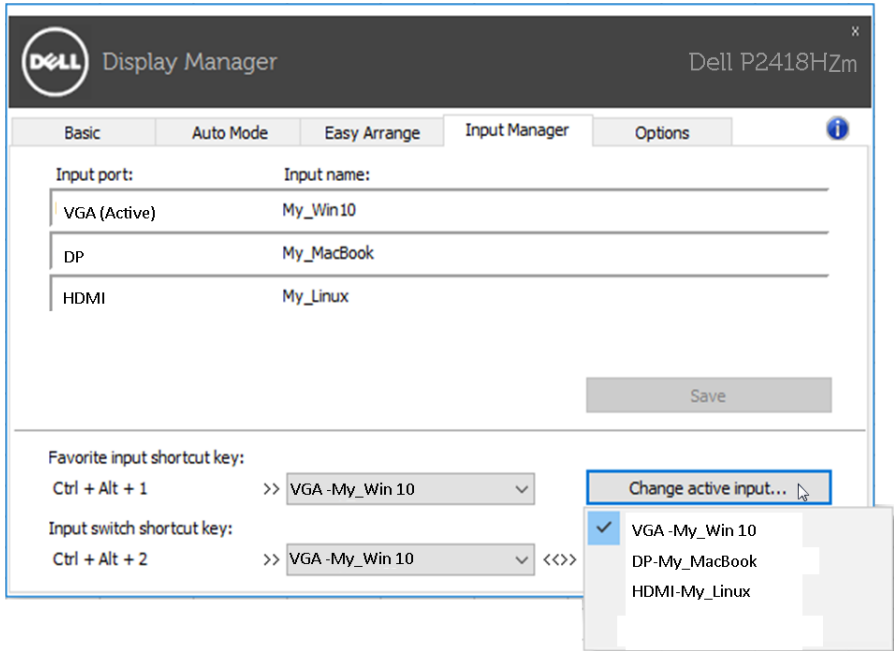 x
DELL Display Manager Dell P2418HZm
Basic Auto Mode Easy Arrange Input Manager Options i
Input port: Input name:
VGA (Active) My_Win10
DP My_MacBook
HDMI My_Linux
Save
Favorite input shortcut key:
Ctrl + Alt + 1 >> VGA -My_Win 10 Change active input...
Input switch shortcut key:
VGA -My_Win 10
Ctrl + Alt + 2 >> VGA -My_Win 10 <<>>
DP-My_MacBook
HDMI-My_Linux